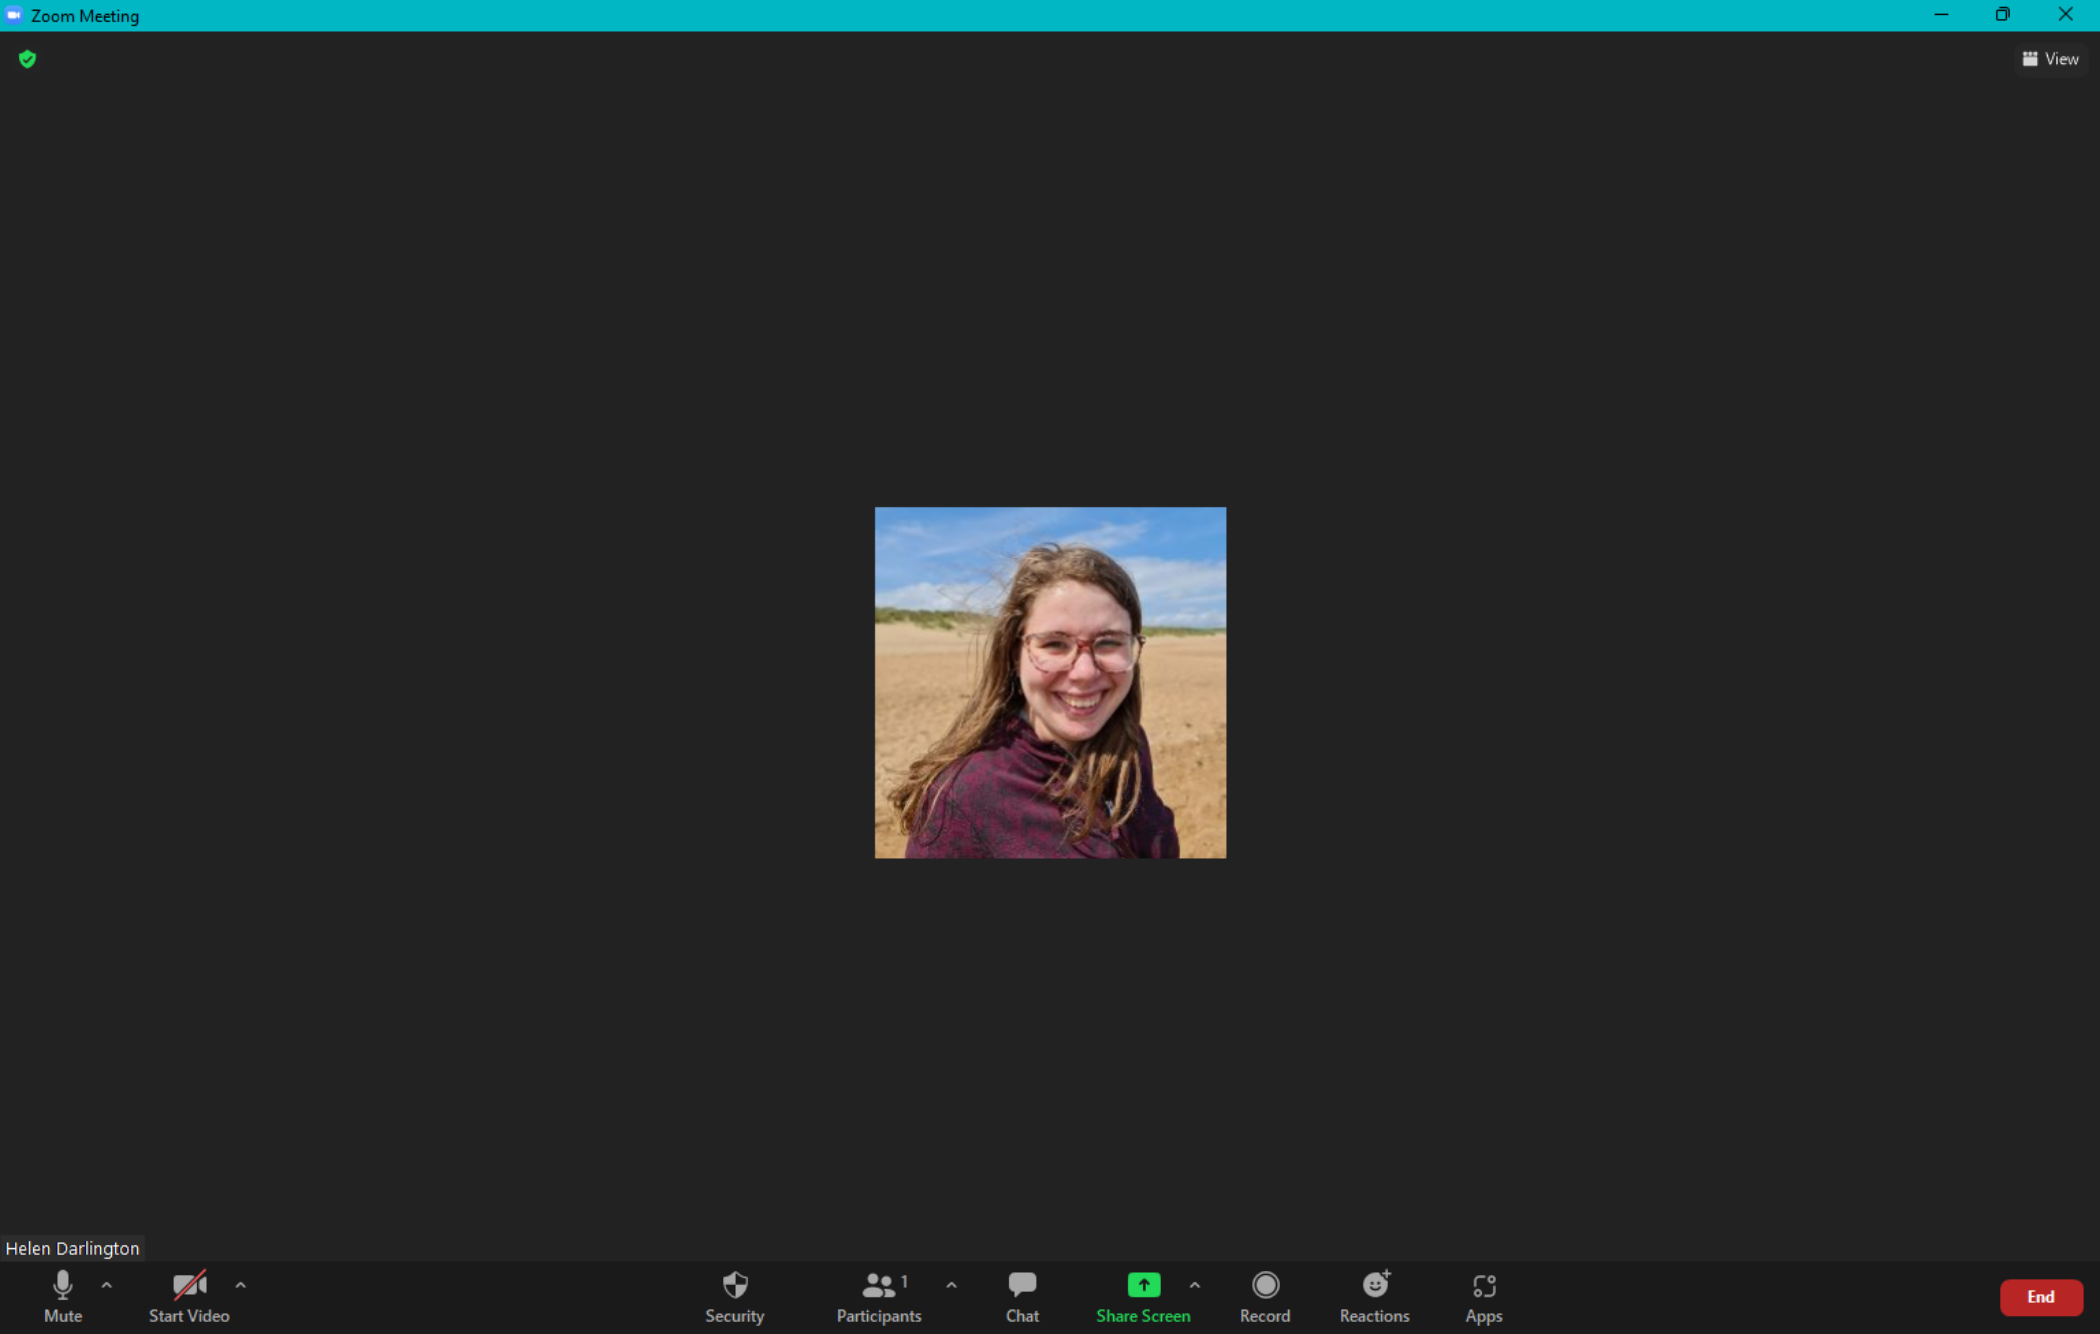 Zoom Meeting
View
Helen Darlington
Mute
Start Video
Security
Participants
1
Chat
Share Screen
Record
Reactions
Apps
End